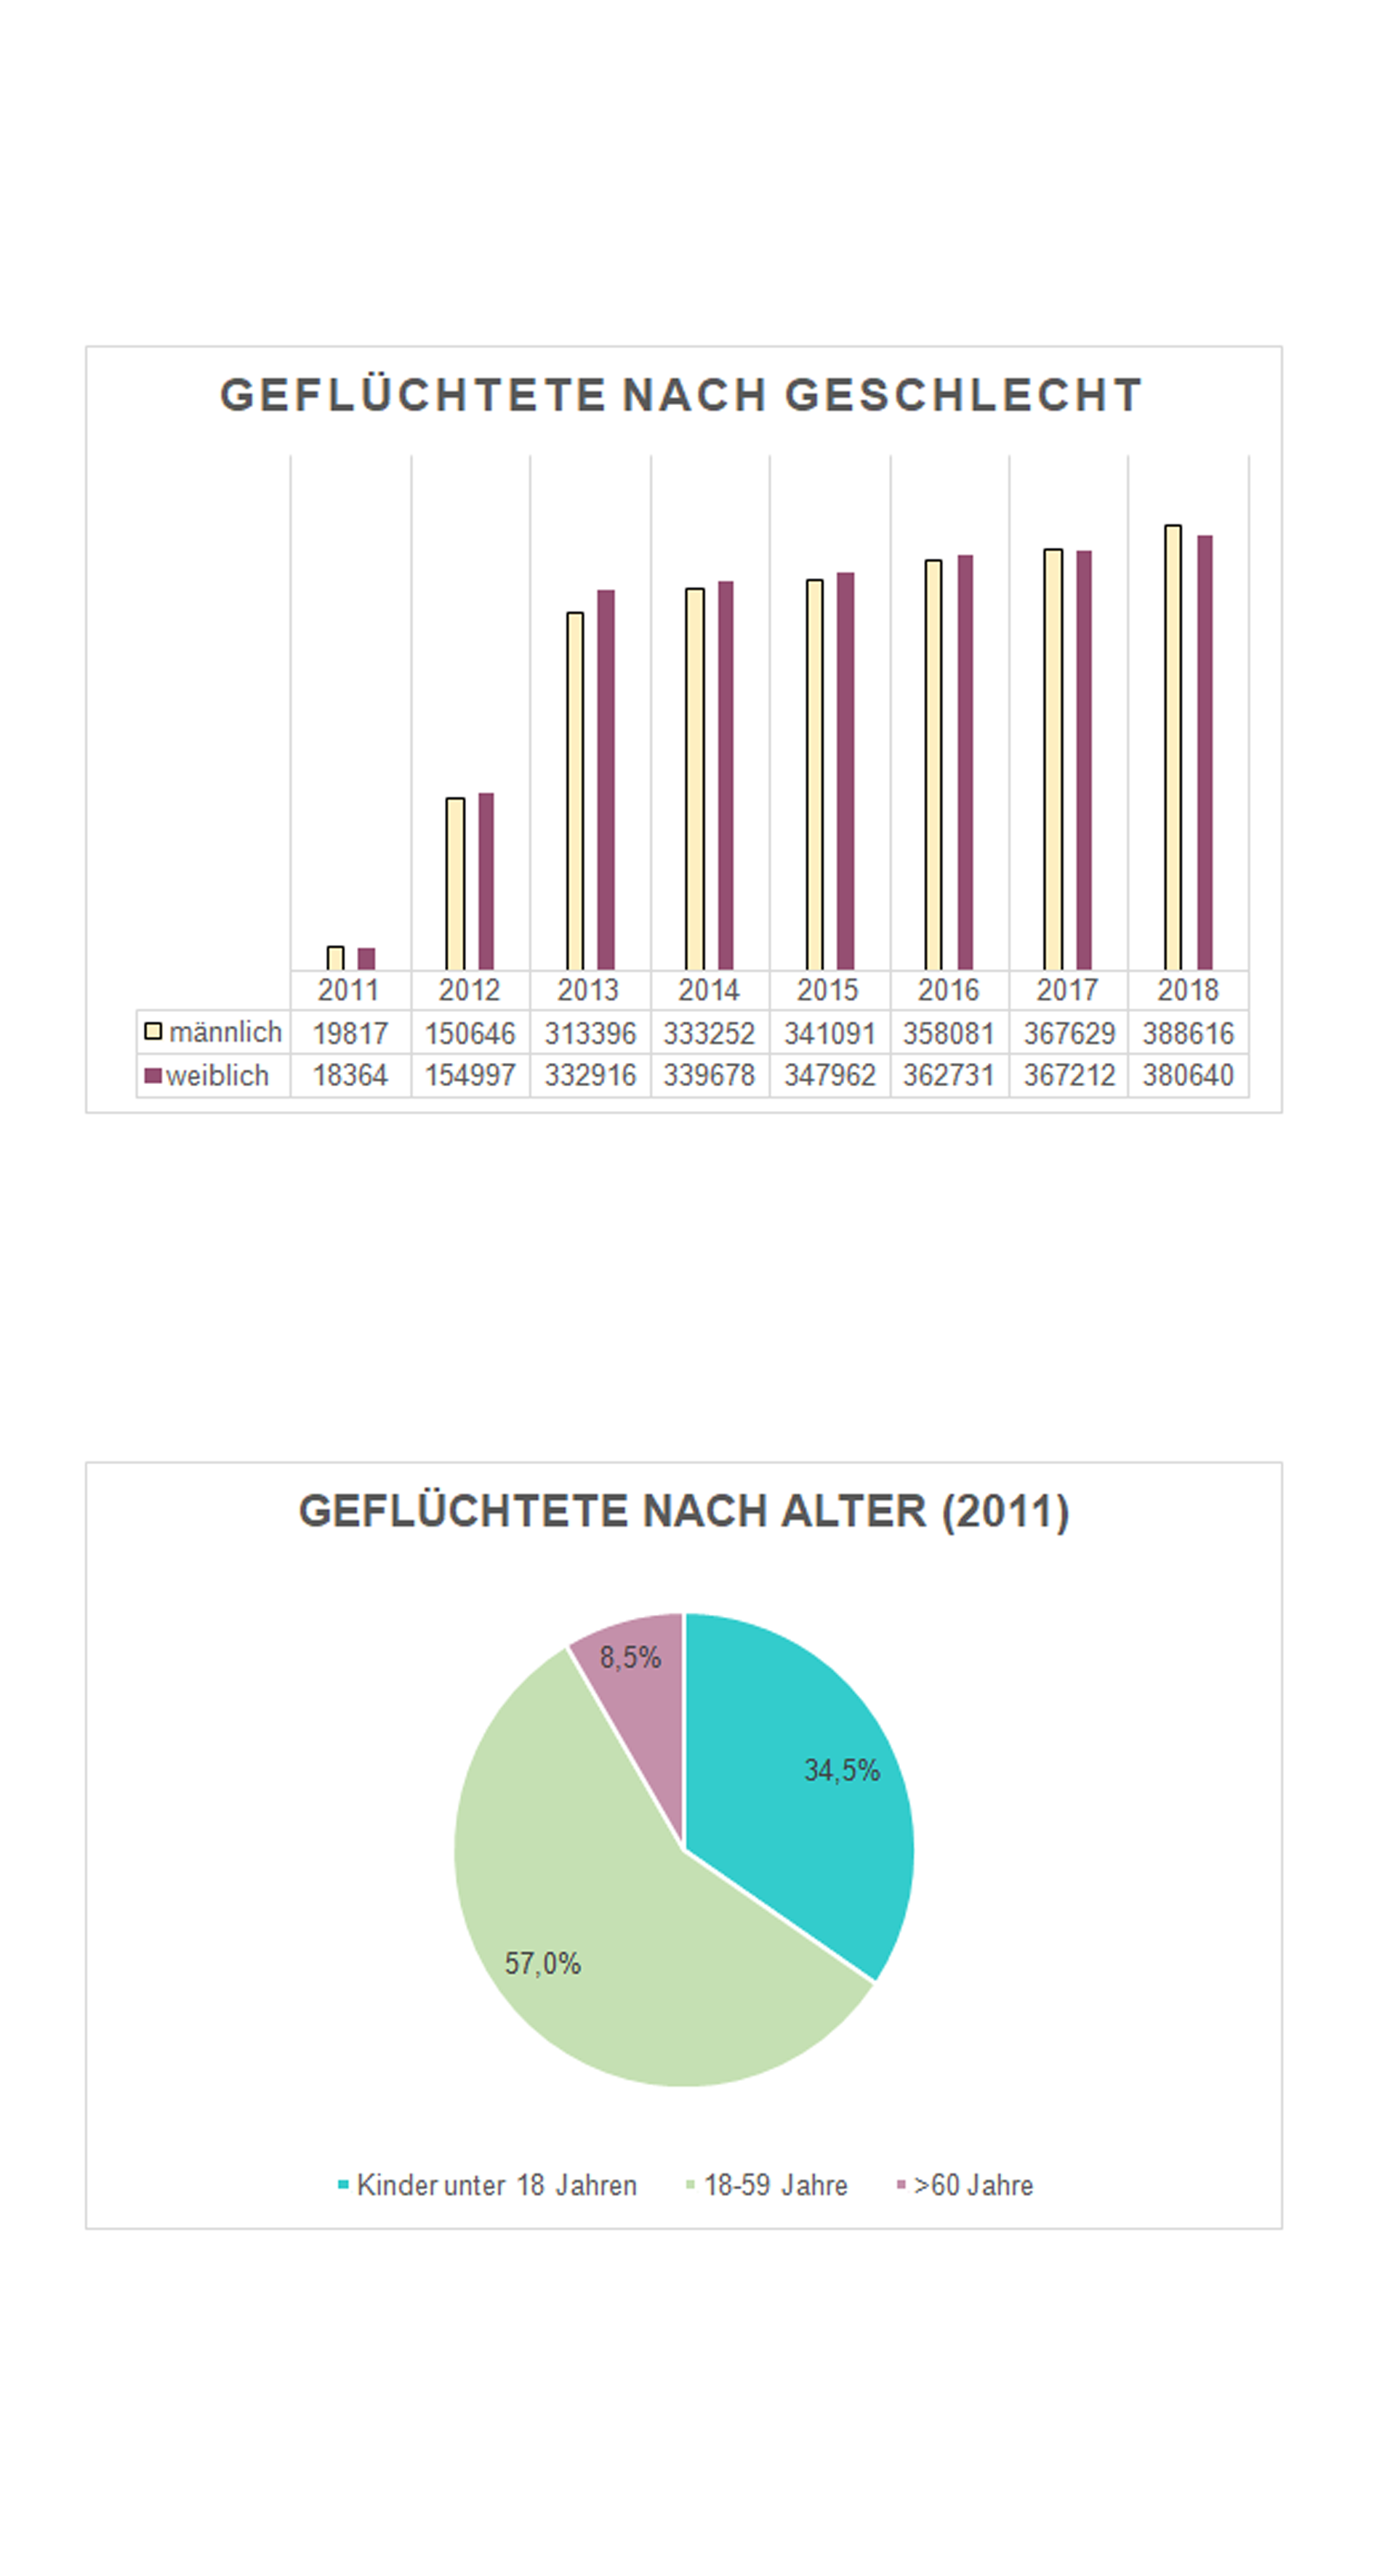 GEFLÜCHTETE NACH GESCHLECHT
2011 2012 2013 2014 2015 2016 2017 2018
männlich 19817 150646 313396 333252 341091 358081 367629 388616
weiblich 18364 154997 332916 339678 347962 362731 367212 380640
GEFLÜCHTETE NACH ALTER (2011)
8,5%
34,5%
57,0%
Kinder unter 18 Jahren 18-59 Jahre >60 Jahre